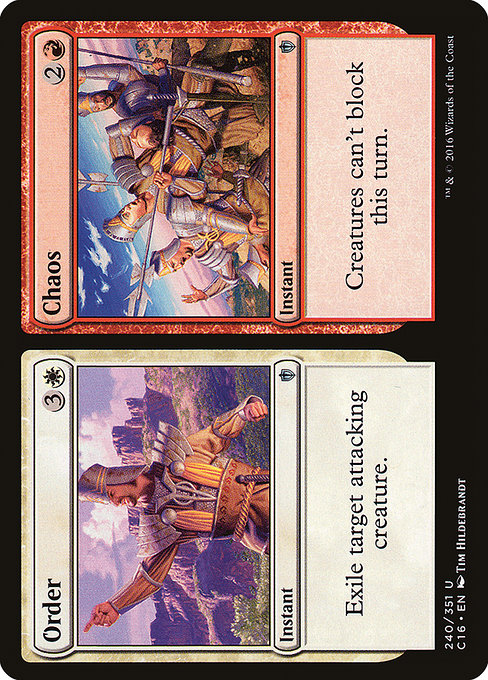 Order 3
Instant
Exile target attacking
creature.
240/351 U
C16 • EN Tim Hildebrandt
Chaos 2
Instant
Creatures can't block
this turn.
™ & © 2016 Wizards of the Coast